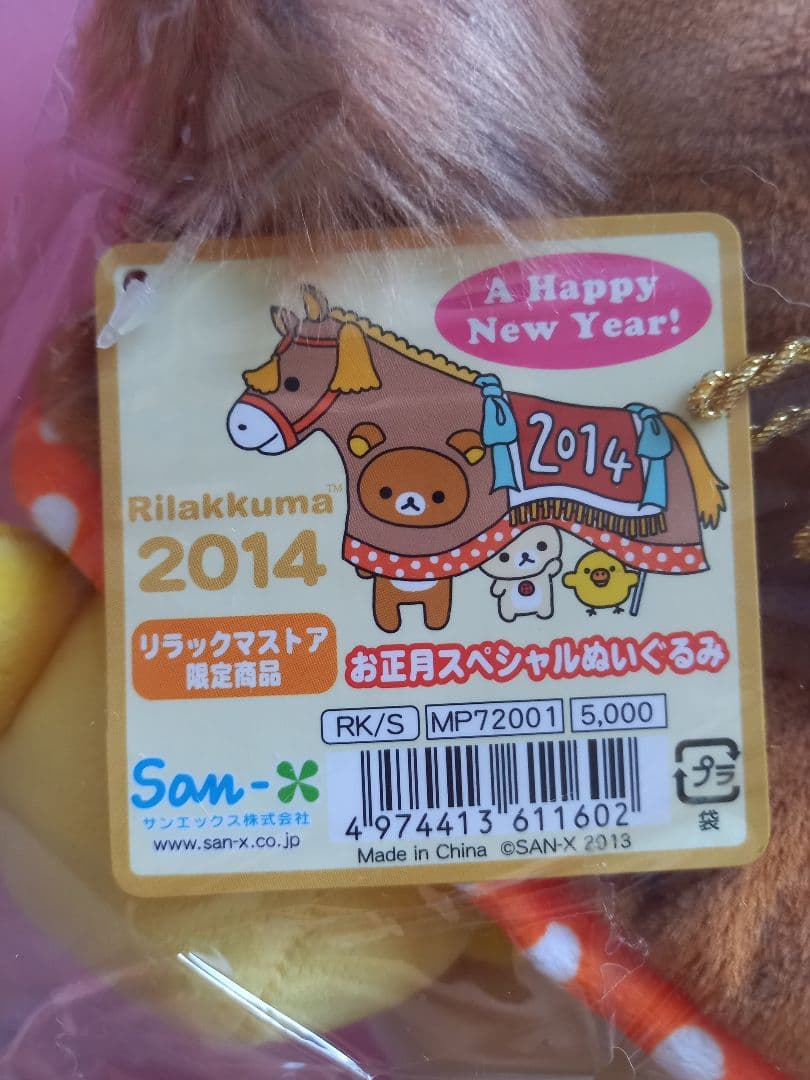 A Happy
New Year!
2014
Rilakkuma™
2014
リラックマストア
限定商品
お正月スペシャルぬいぐるみ
RK/S MP72001 5,000
San-X
サンエックス株式会社
www.san-x.co.jp
4 974413 611602
プラ
袋
Made in China ©SAN-X 2013